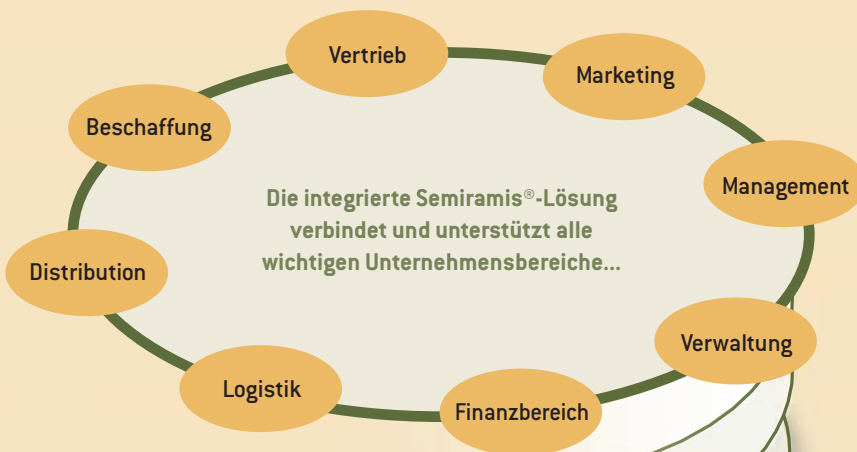 Vertrieb
Marketing
Beschaffung
Management
Die integrierte Semiramis®-Lösung
verbindet und unterstützt alle
wichtigen Unternehmensbereiche...
Distribution
Verwaltung
Logistik
Finanzbereich